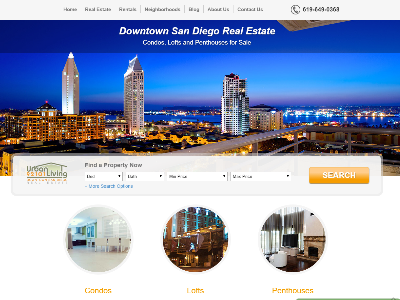 Home Real Estate Rentals Neighborhoods Blog About Us Contact Us 619-649-0368
Downtown San Diego Real Estate
Condos, Lofts and Penthouses for Sale
Urban
Living
Find a Property Now
Bed Bath Min Price Max Price
SEARCH
+ More Search Options
Condos Lofts Penthouses